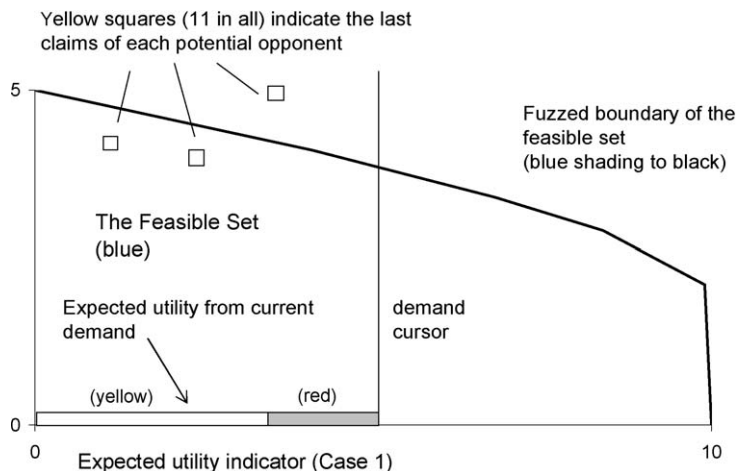 Yellow squares (11 in all) indicate the last
claims of each potential opponent
5
Fuzzed boundary of the
feasible set
(blue shading to black)
The Feasible Set
(blue)
Expected utility from current
demand
demand
cursor
(yellow)
(red)
0
0
10
Expected utility indicator (Case 1)